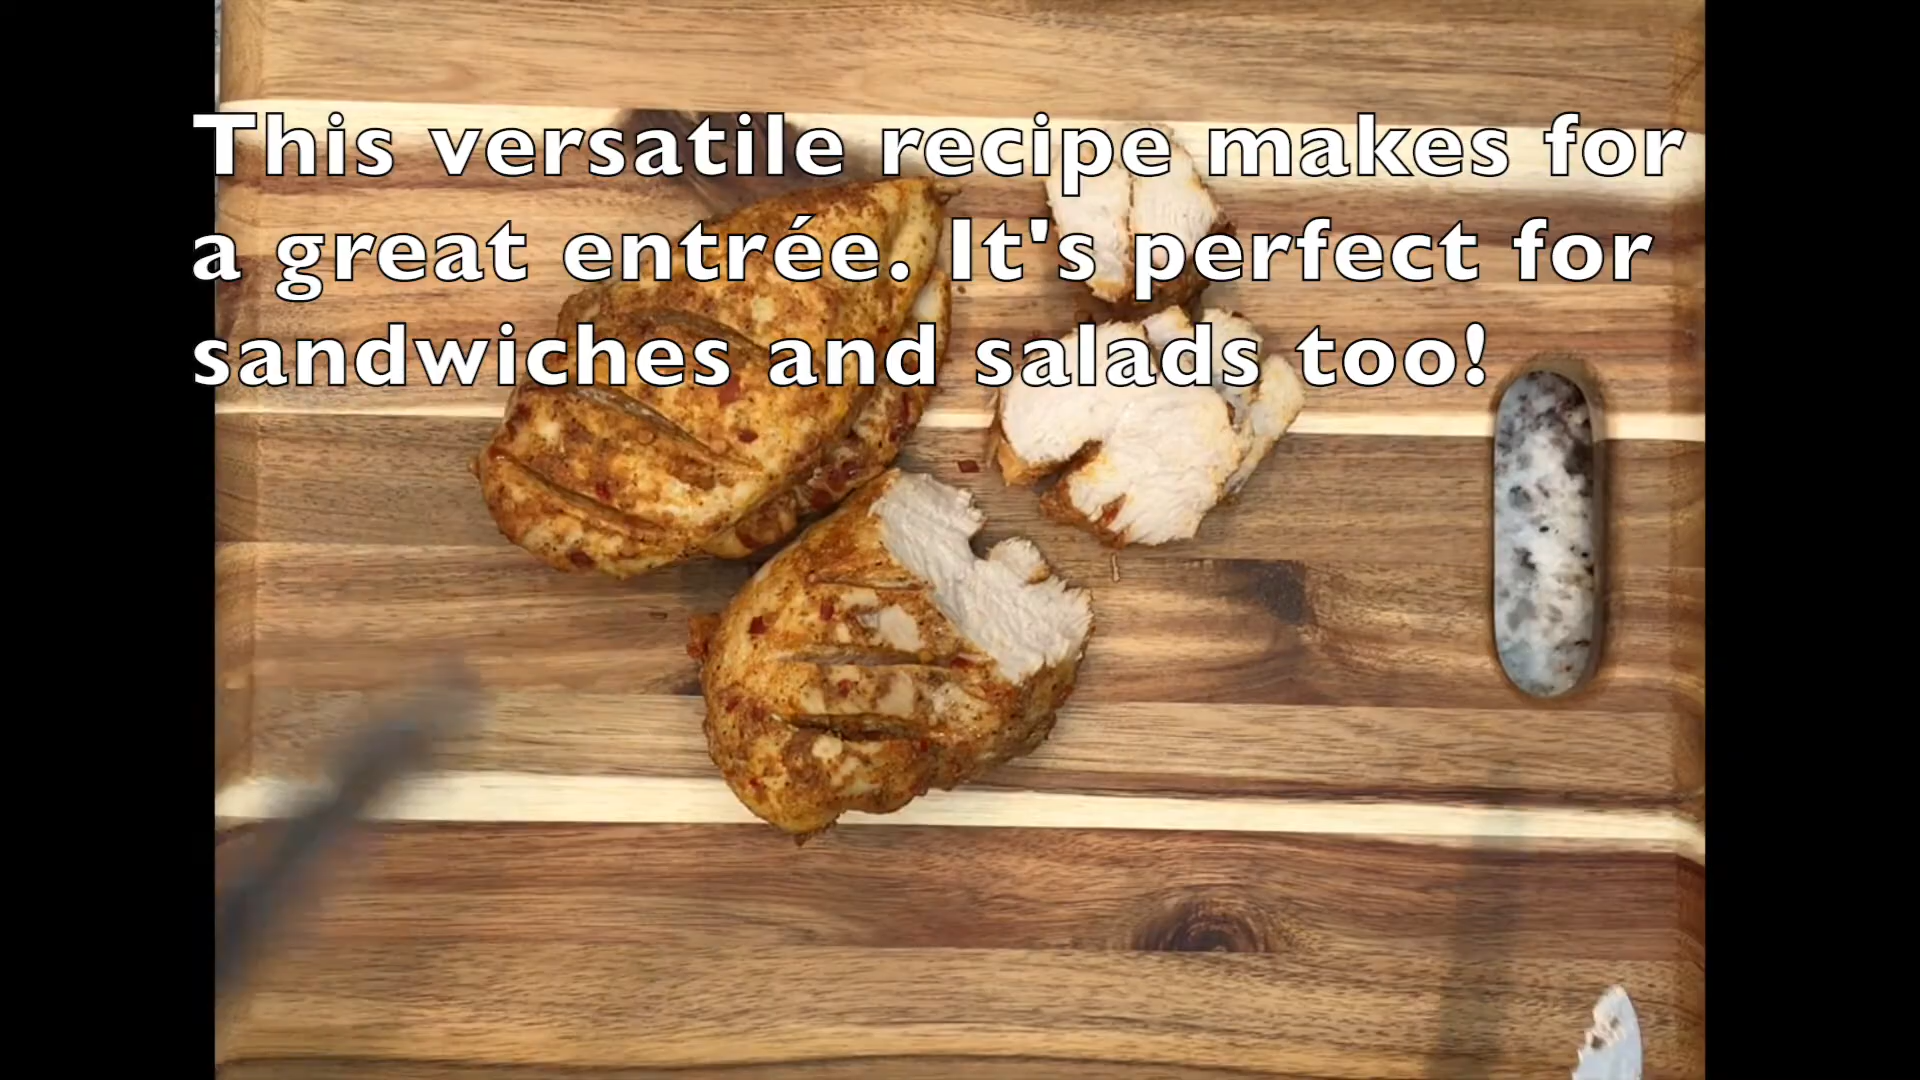 This versatile recipe makes for
a great entrée. It's perfect for
sandwiches and salads too!